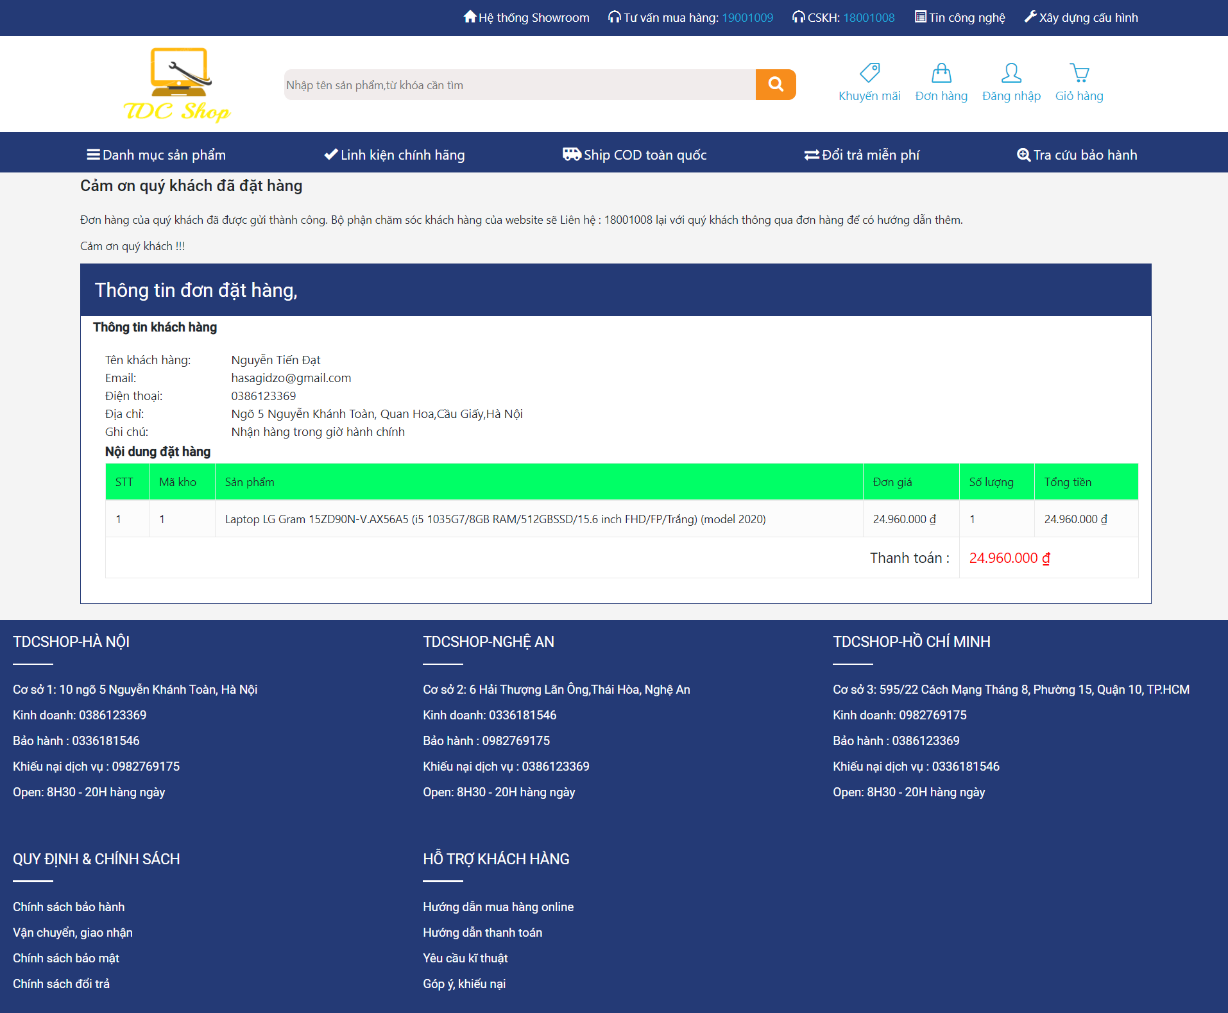 Hệ thống Showroom Tư vấn mua hàng: 19001009 CSKH: 18001008 Tin công nghệ Xây dựng cấu hình
TDC Shop
Nhập tên sản phẩm,từ khóa cần tìm
Khuyến mãi Đơn hàng Đăng nhập Giỏ hàng
Danh mục sản phẩm Linh kiện chính hãng Ship COD toàn quốc Đổi trả miễn phí Tra cứu bảo hành
Cảm ơn quý khách đã đặt hàng
Đơn hàng của quý khách đã được gửi thành công. Bộ phận chăm sóc khách hàng của website sẽ Liên hệ : 18001008 lại với quý khách thông qua đơn hàng để có hướng dẫn thêm.
Cảm ơn quý khách !!!
Thông tin đơn đặt hàng,
Thông tin khách hàng
Tên khách hàng: Nguyễn Tiến Đạt
Email: hasagidzo@gmail.com
Điện thoại: 0386123369
Địa chỉ: Ngõ 5 Nguyễn Khánh Toàn, Quan Hoa,Cầu Giấy,Hà Nội
Ghi chú: Nhận hàng trong giờ hành chính
Nội dung đặt hàng
STT Mã kho Sản phẩm Đơn giá Số lượng Tổng tiền
1 1 Laptop LG Gram 15ZD90N-V.AX56A5 (i5 1035G7/8GB RAM/512GBSSD/15.6 inch FHD/FP/Trắng) (model 2020) 24.960.000 ₫ 1 24.960.000 ₫
Thanh toán : 24.960.000 ₫
TDCSHOP-HÀ NỘI
Cơ sở 1: 10 ngõ 5 Nguyễn Khánh Toàn, Hà Nội
Kinh doanh: 0386123369
Bảo hành : 0336181546
Khiếu nại dịch vụ : 0982769175
Open: 8H30 - 20H hàng ngày
TDCSHOP-NGHỆ AN
Cơ sở 2: 6 Hải Thượng Lãn Ông,Thái Hòa, Nghệ An
Kinh doanh: 0336181546
Bảo hành : 0982769175
Khiếu nại dịch vụ : 0386123369
Open: 8H30 - 20H hàng ngày
TDCSHOP-HỒ CHÍ MINH
Cơ sở 3: 595/22 Cách Mạng Tháng 8, Phường 15, Quận 10, TP.HCM
Kinh doanh: 0982769175
Bảo hành : 0386123369
Khiếu nại dịch vụ : 0336181546
Open: 8H30 - 20H hàng ngày
QUY ĐỊNH & CHÍNH SÁCH
Chính sách bảo hành
Vận chuyển, giao nhận
Chính sách bảo mật
Chính sách đổi trả
HỖ TRỢ KHÁCH HÀNG
Hướng dẫn mua hàng online
Hướng dẫn thanh toán
Yêu cầu kĩ thuật
Góp ý, khiếu nại